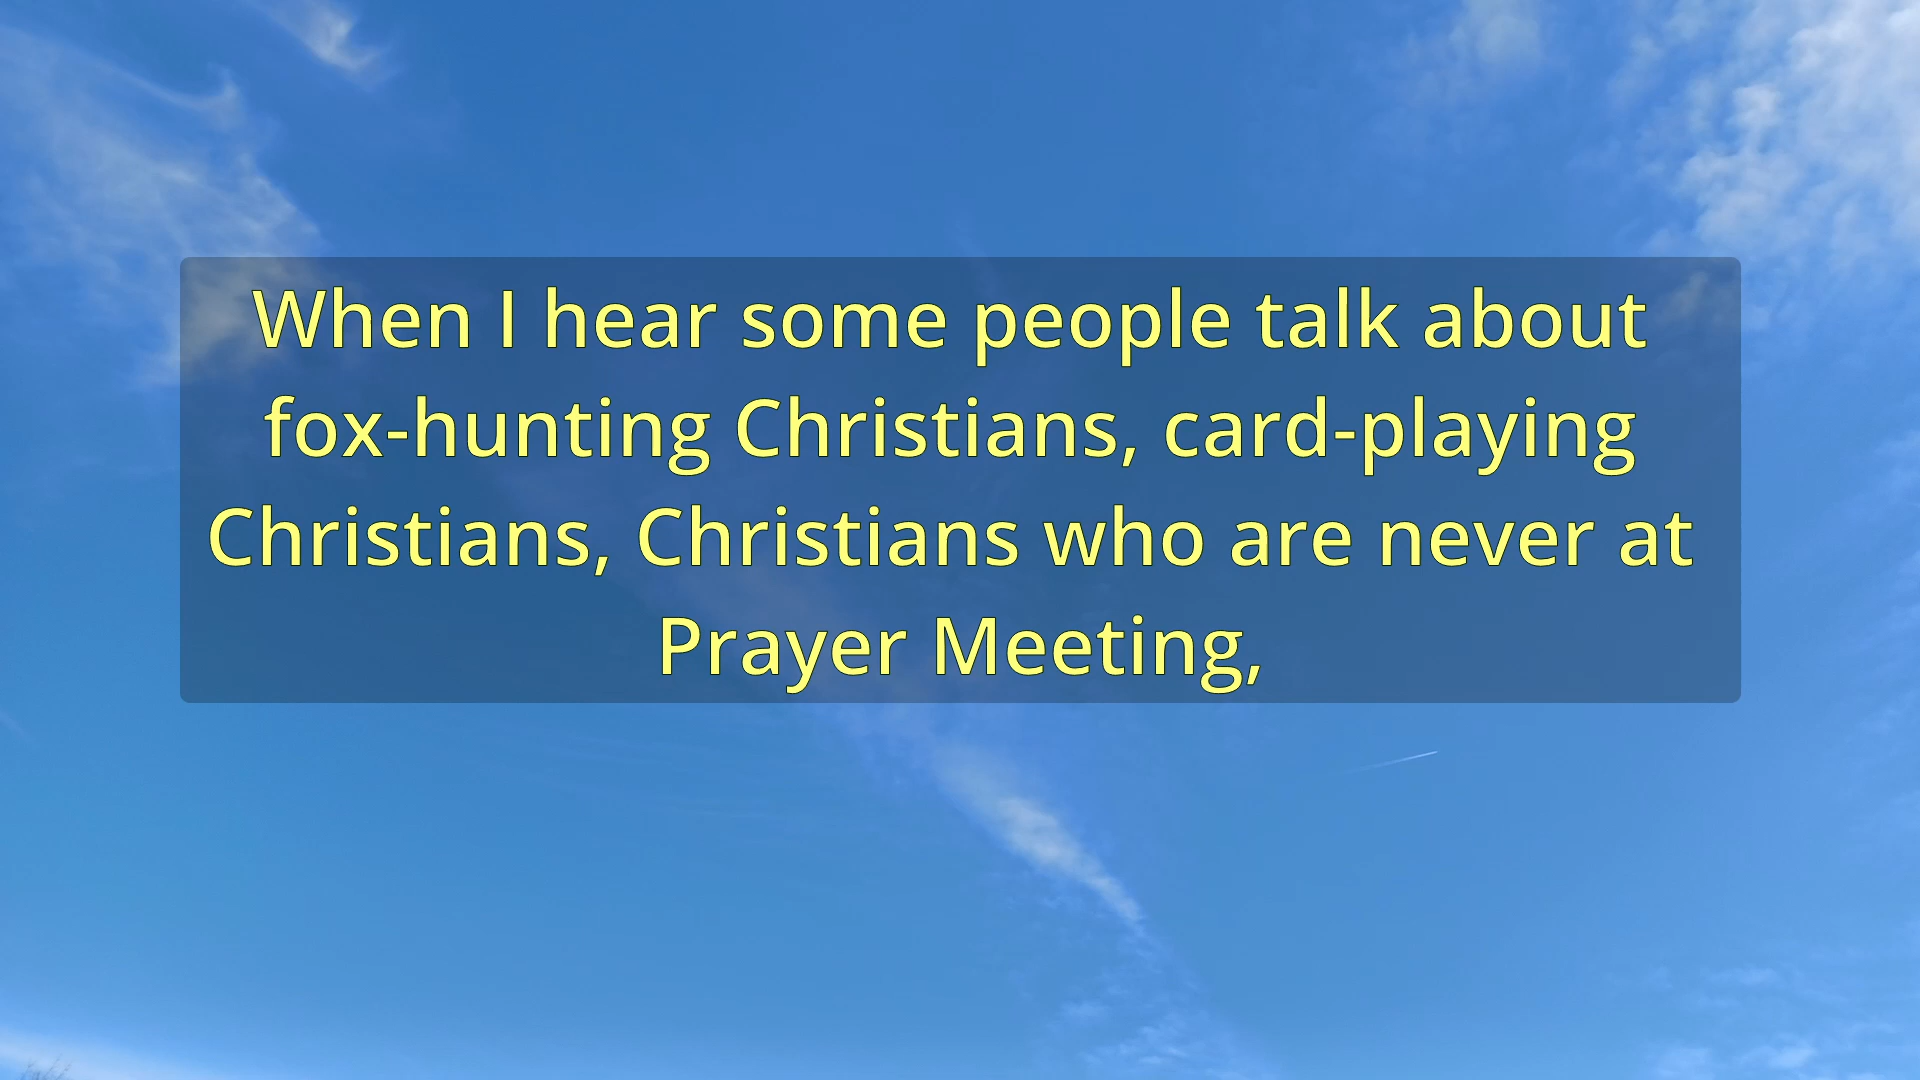 When I hear some people talk about
fox-hunting Christians, card-playing
Christians, Christians who are never at
Prayer Meeting,